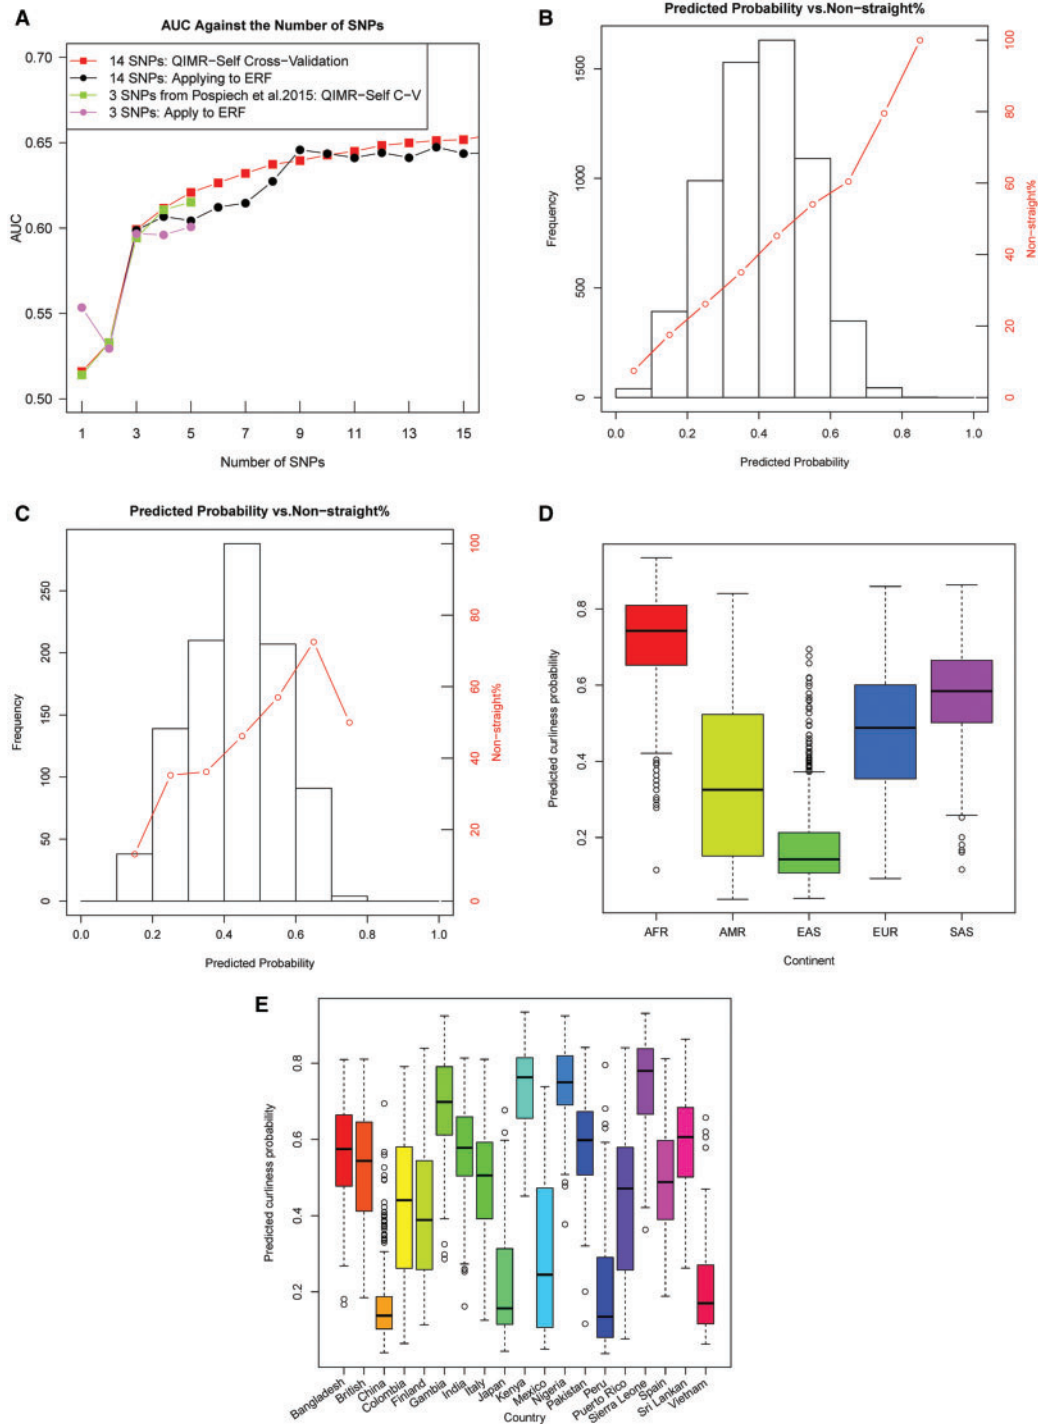 A
AUC Against the Number of SNPs
14 SNPs: QIMR-Self Cross-Validation
14 SNPs: Applying to ERF
3 SNPs from Pospiech et al.2015: QIMR-Self C-V
3 SNPs: Apply to ERF
AUC
0.70
0.65
0.60
0.55
0.50
1 3 5 7 9 11 13 15
Number of SNPs
B
Predicted Probability vs.Non-straight%
Frequency
1500
1000
500
0
100
80
60
40
20
0
Non-straight%
0.0 0.2 0.4 0.6 0.8 1.0
Predicted Probability
C
Predicted Probability vs.Non-straight%
Frequency
250
200
150
100
50
0
100
80
60
40
20
0
Non-straight%
0.0 0.2 0.4 0.6 0.8 1.0
Predicted Probability
D
Predicted curliness probability
0.8
0.6
0.4
0.2
AFR AMR EAS EUR SAS
Continent
E
Predicted curliness probability
0.8
0.6
0.4
0.2
Bangladesh
British
China
Colombia
Finland
Gambia
India
Italy
Japan
Kenya
Mexico
Nigeria
Pakistan
Peru
Puerto Rico
Sierra Leone
Spain
Sri Lankan
Vietnam
Country